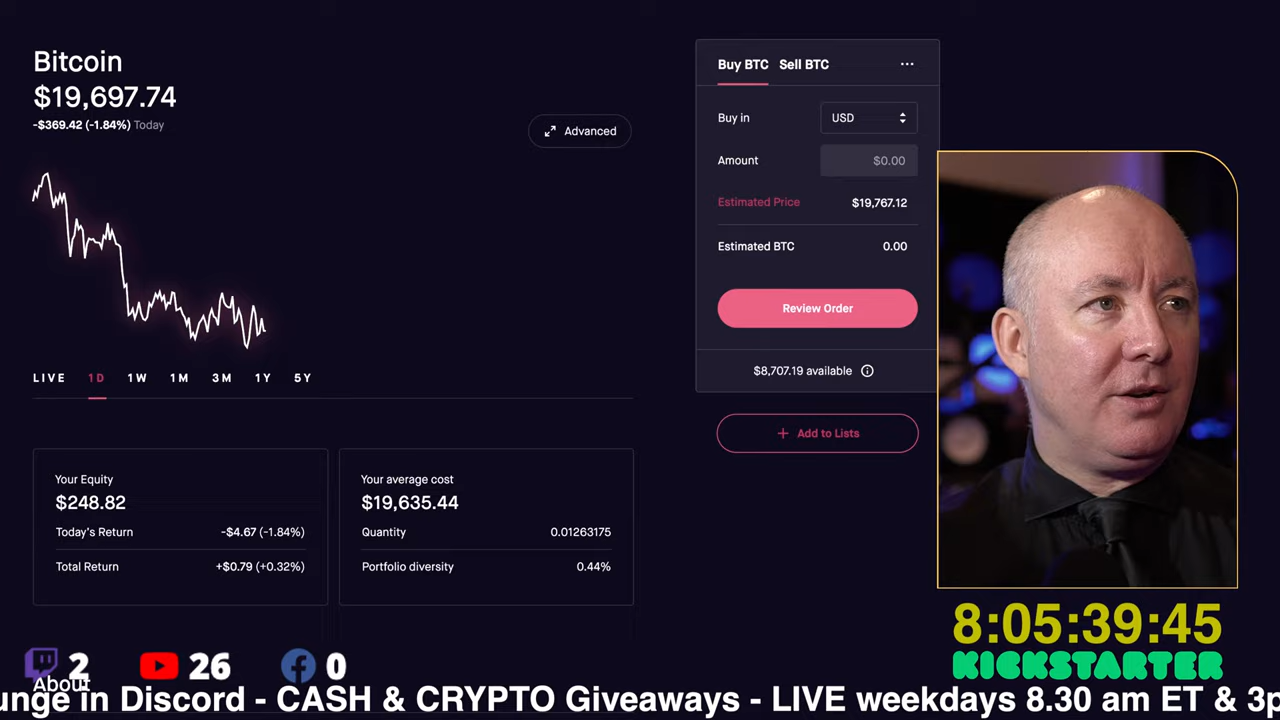 Bitcoin
$19,697.74
-$369.42 (-1.84%) Today
Advanced
LIVE 1D 1W 1M 3M 1Y 5Y
Your Equity
$248.82
Today's Return -$4.67 (-1.84%)
Total Return +$0.79 (+0.32%)
Your average cost
$19,635.44
Quantity 0.01263175
Portfolio diversity 0.44%
Buy BTC Sell BTC ...
Buy in USD
Amount $0.00
Estimated Price $19,767.12
Estimated BTC 0.00
Review Order
$8,707.19 available
+ Add to Lists
8:05:39:45
KICKSTARTER
2 26 0
About
unge in Discord - CASH & CRYPTO Giveaways - LIVE weekdays 8.30 am ET & 3p